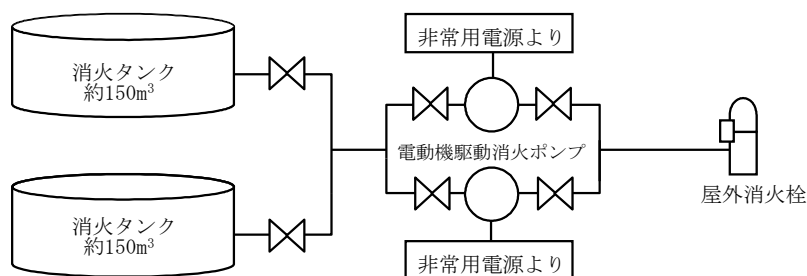 非常用電源より
消火タンク
約150m³
電動機駆動消火ポンプ
屋外消火栓
消火タンク
約150m³
非常用電源より